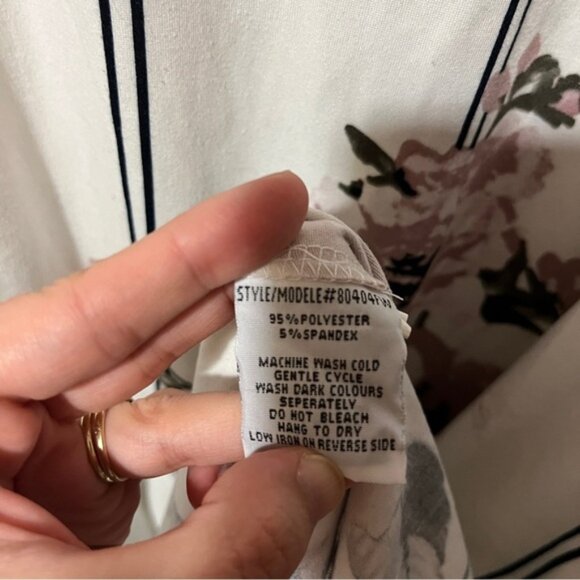 STYLE/MODELE#80404PW
95%POLYESTER
5%SPANDEX
MACHINE WASH COLD
GENTLE CYCLE
WASH DARK COLOURS
SEPERATELY
DO NOT BLEACH
HANG TO DRY
LOW IRON ON REVERSE SIDE